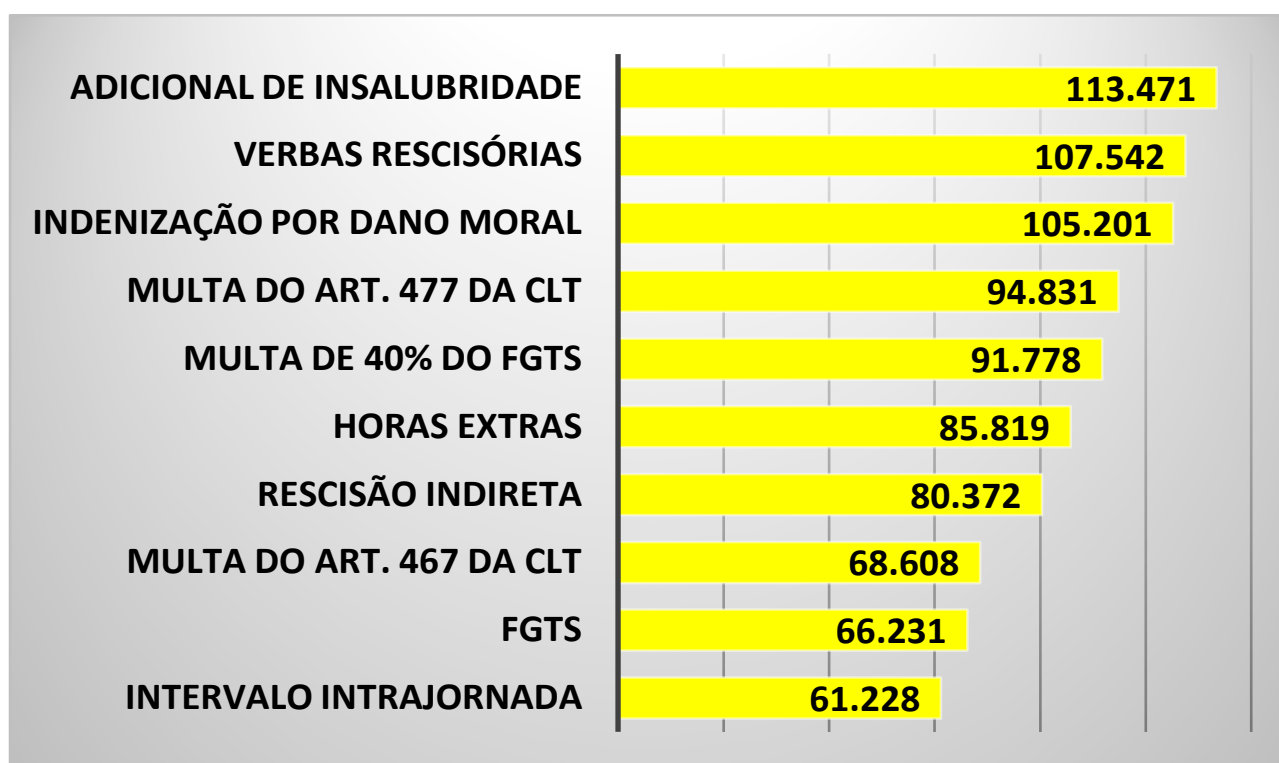 ADICIONAL DE INSALUBRIDADE 113.471
VERBAS RESCISÓRIAS 107.542
INDENIZAÇÃO POR DANO MORAL 105.201
MULTA DO ART. 477 DA CLT 94.831
MULTA DE 40% DO FGTS 91.778
HORAS EXTRAS 85.819
RESCISÃO INDIRETA 80.372
MULTA DO ART. 467 DA CLT 68.608
FGTS 66.231
INTERVALO INTRAJORNADA 61.228